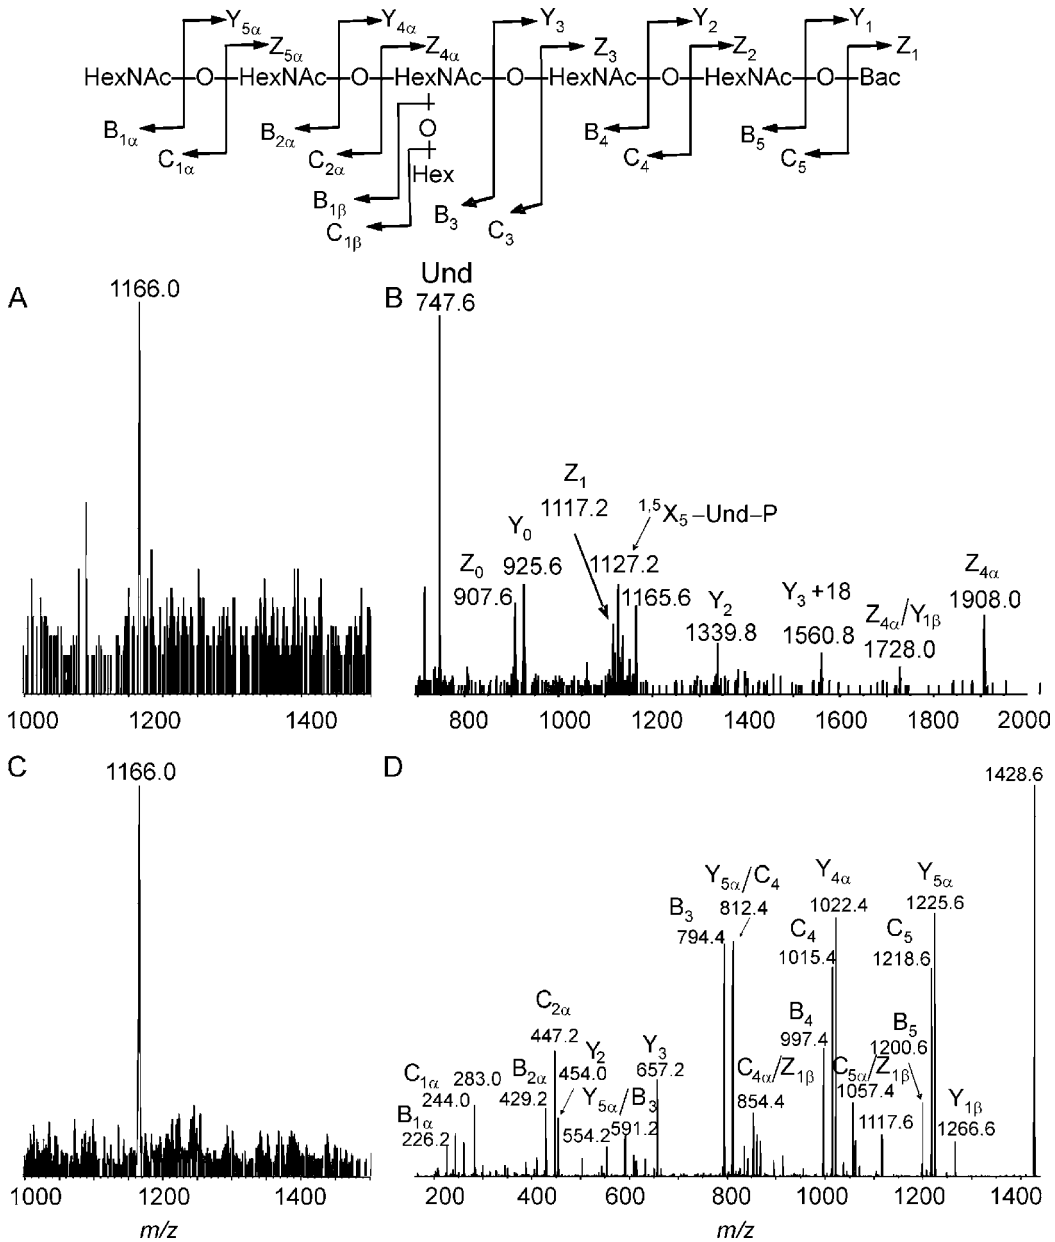 Y5α Y4α Y3 Y2 Y1
Z5α Z4α Z3 Z2 Z1
HexNAc O HexNAc O HexNAc O HexNAc O HexNAc O Bac
B1α B2α O B4 B5
C1α C2α C4 C5
Hex
B1β B3
C1β C3
A
1166.0
1000 1200 1400
B
Und
747.6
Z0
907.6
Y0
925.6
Z1
1117.2
1,5X5–Und–P
1127.2
1165.6
Y2
1339.8
Y3 +18
1560.8
Z4α/Y1β
1728.0
Z4α
1908.0
800 1000 1200 1400 1600 1800 2000
C
1166.0
1000 1200 1400
m/z
D
1428.6
B1α
226.2
C1α
244.0
283.0
B2α
429.2
C2α
447.2
Y2
454.0
554.2
Y5α/B3
591.2
Y3
657.2
B3
794.4
Y5α/C4
812.4
C4α/Z1β
854.4
B4
997.4
C4
1015.4
Y4α
1022.4
C5α/Z1β
1057.4
1117.6
B5
1200.6
C5
1218.6
Y5α
1225.6
Y1β
1266.6
200 400 600 800 1000 1200 1400
m/z